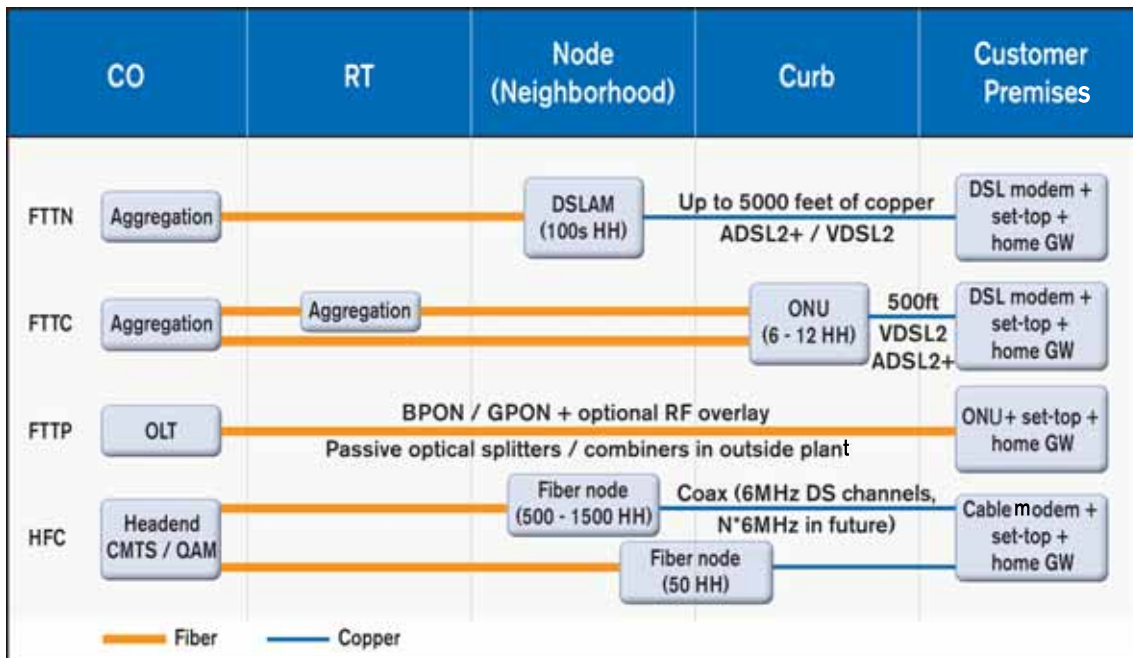 CO
RT
Node
(Neighborhood)
Curb
Customer
Premises
FTTN
Aggregation
DSLAM
(100s HH)
Up to 5000 feet of copper
ADSL2+ / VDSL2
DSL modem +
set-top +
home GW
FTTC
Aggregation
Aggregation
ONU
(6 - 12 HH)
500ft
VDSL2
ADSL2+
DSL modem +
set-top +
home GW
FTTP
OLT
BPON / GPON + optional RF overlay
Passive optical splitters / combiners in outside plant
ONU+ set-top +
home GW
HFC
Headend
CMTS / QAM
Fiber node
(500 - 1500 HH)
Coax (6MHz DS channels,
N*6MHz in future)
Fiber node
(50 HH)
Cable modem +
set-top +
home GW
Fiber
Copper